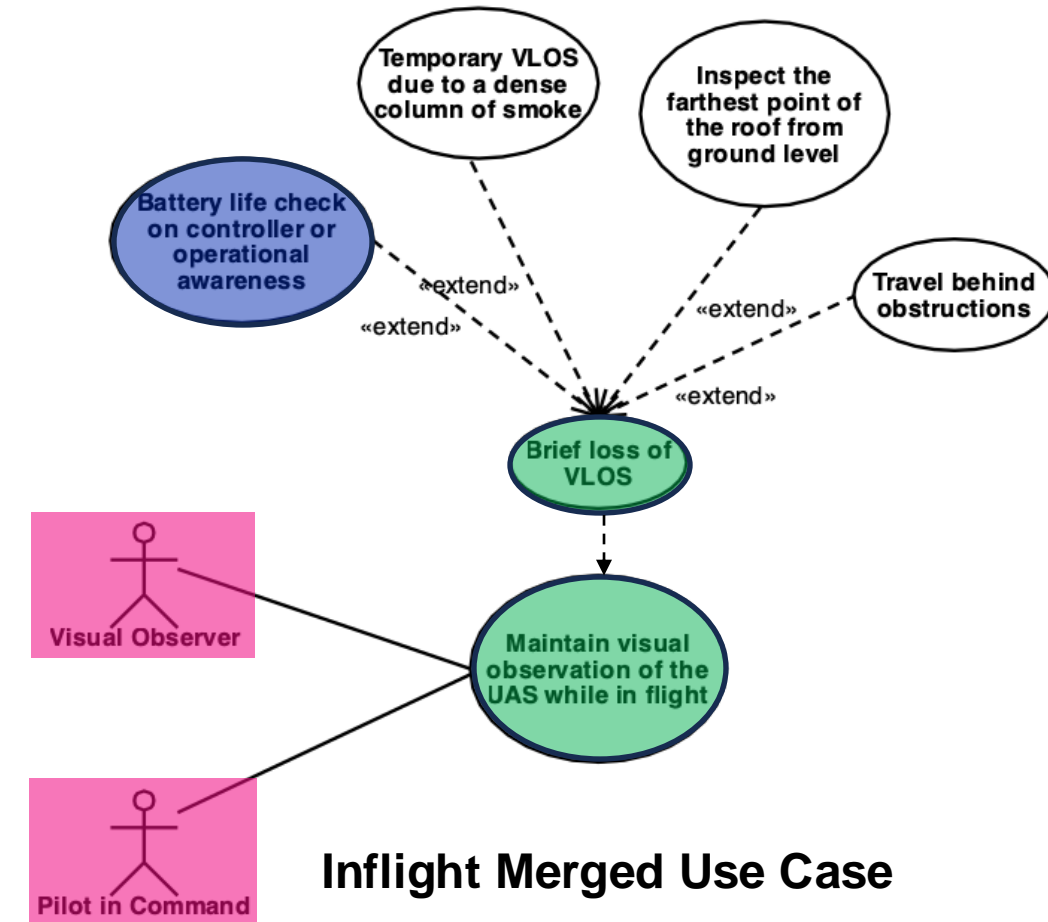 Temporary VLOS
due to a dense
column of smoke
Inspect the
farthest point of
the roof from
ground level
Battery life check
on controller or
operational
awareness
Travel behind
obstructions
«extend»
«extend»
«extend»
«extend»
Brief loss of
VLOS
Visual Observer
Maintain visual
observation of the
UAS while in flight
Pilot in Command
Inflight Merged Use Case